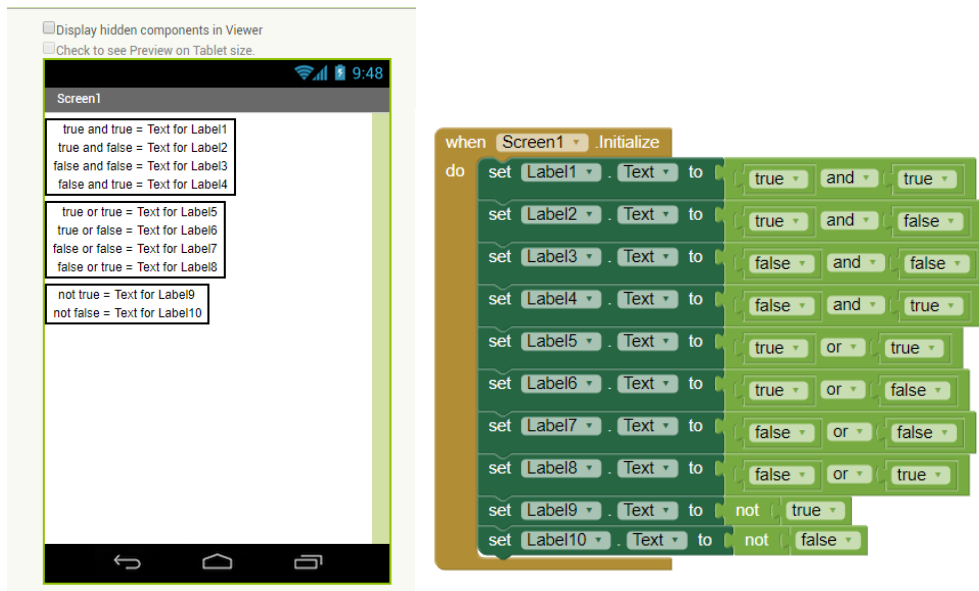 Display hidden components in Viewer
Check to see Preview on Tablet size.
9:48
Screen1
true and true = Text for Label1
true and false = Text for Label2
false and false = Text for Label3
false and true = Text for Label4
true or true = Text for Label5
true or false = Text for Label6
false or false = Text for Label7
false or true = Text for Label8
not true = Text for Label9
not false = Text for Label10
when Screen1 .Initialize
do set Label1 . Text to true and true
set Label2 . Text to true and false
set Label3 . Text to false and false
set Label4 . Text to false and true
set Label5 . Text to true or true
set Label6 . Text to true or false
set Label7 . Text to false or false
set Label8 . Text to false or true
set Label9 . Text to not true
set Label10 . Text to not false